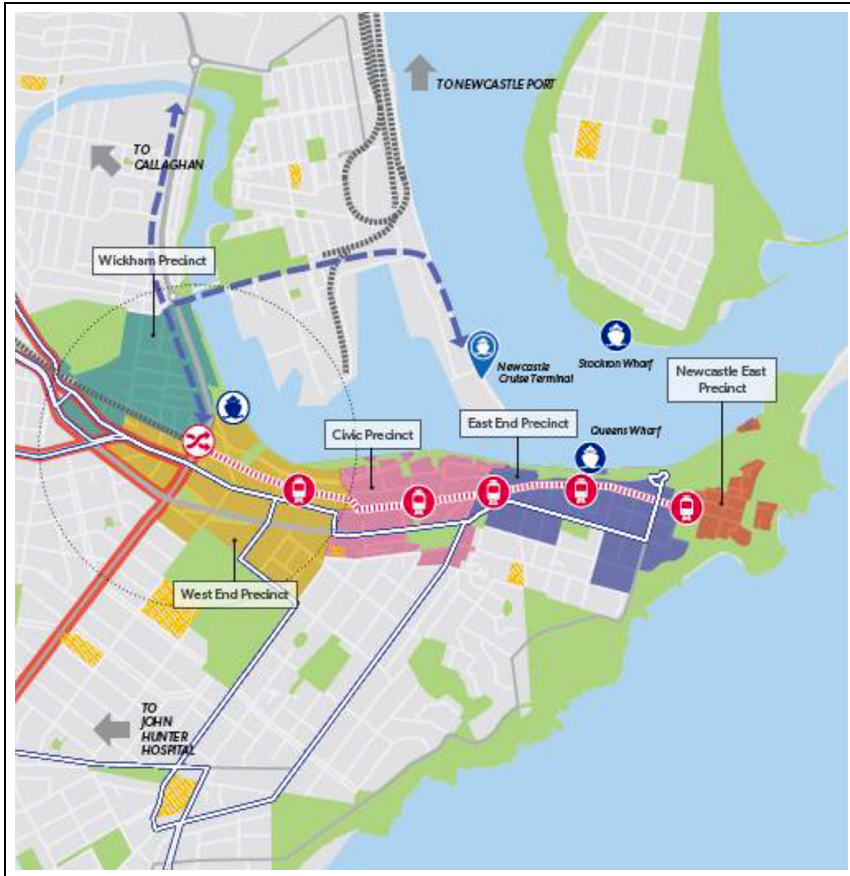 TO NEWCASTLE PORT
TO
CALLAGHAN
Wickham Precinct
Newcastle
Cruise Terminal
Stockton Wharf
Newcastle East
Precinct
Civic Precinct
East End Precinct
Queens Wharf
West End Precinct
TO
JOHN
HUNTER
HOSPITAL